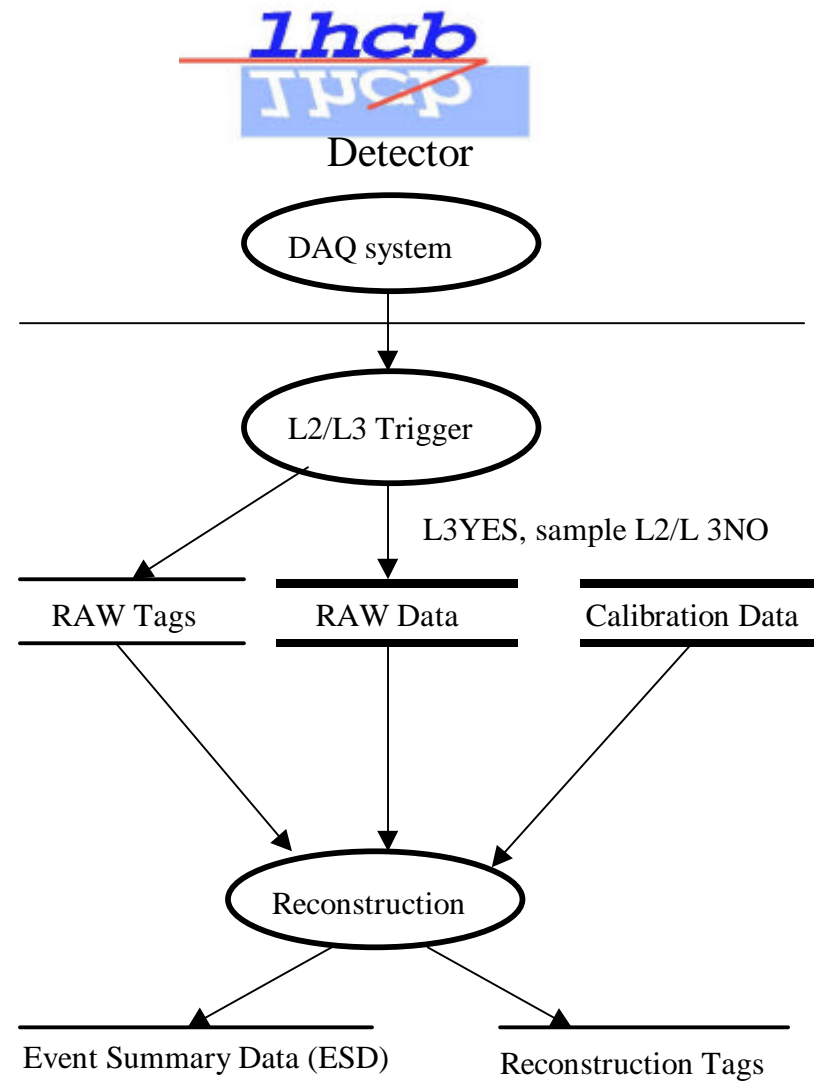 lhcb
lhcb
Detector
DAQ system
L2/L3 Trigger
L3YES, sample L2/L 3NO
RAW Tags
RAW Data
Calibration Data
Reconstruction
Event Summary Data (ESD)
Reconstruction Tags